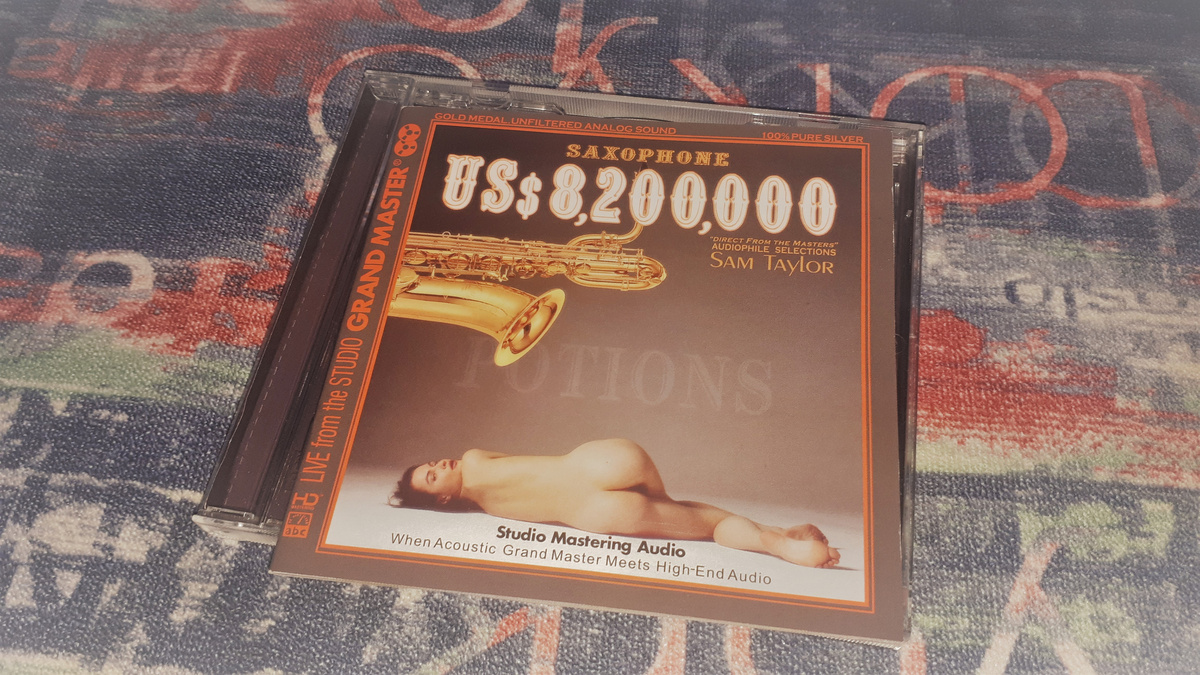 GOLD MEDAL, UNFILTERED ANALOG SOUND
100% PURE SILVER
SAXOPHONE
US$ 8,200,000
"DIRECT FROM THE MASTERS"
AUDIOPHILE SELECTIONS
SAM TAYLOR
POTIONS
LIVE from the STUDIO GRAND MASTER®
abc
Studio Mastering Audio
When Acoustic Grand Master Meets High-End Audio